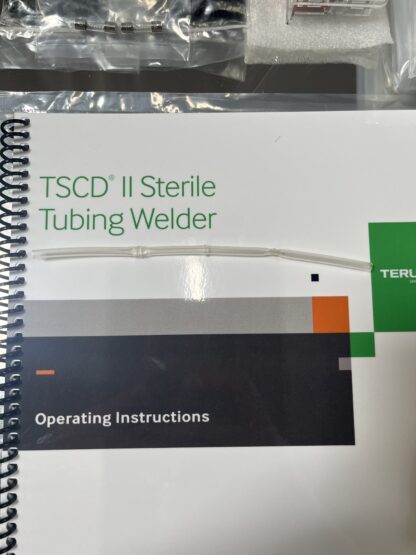 TSCD® II Sterile
Tubing Welder
TERU
Operating Instructions